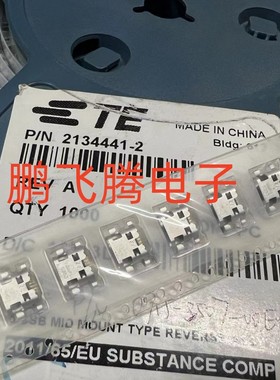 TE
MADE IN CHINA
P/N 2134441-2
Bldg:
鹏飞腾电子
REV A
QTY 1000
D/C
MID MOUNT TYPE REVERS
2011/65/EU SUBSTANCE COMP